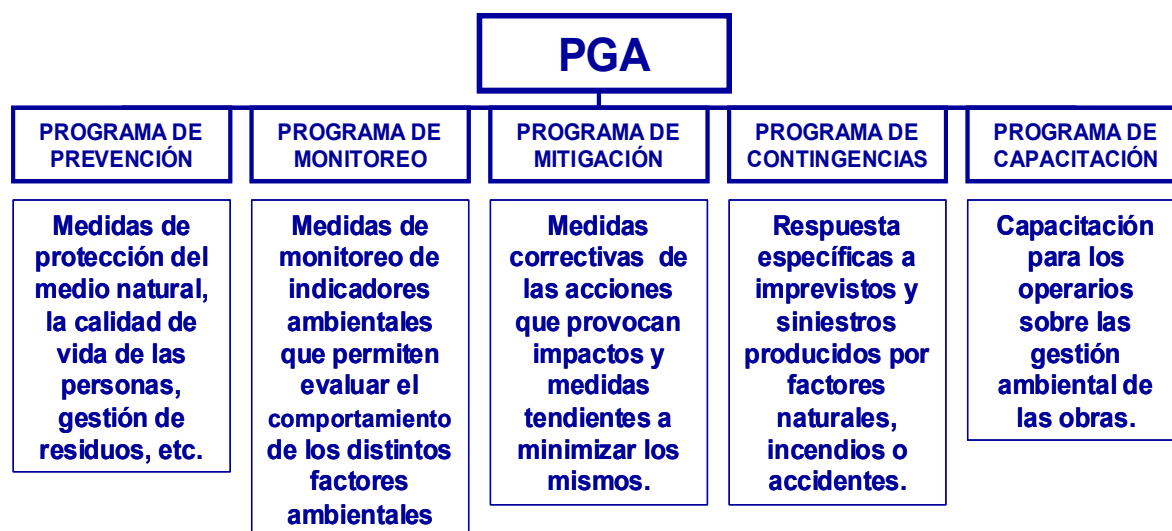 PGA
PROGRAMA DE
PREVENCIÓN
PROGRAMA DE
MONITOREO
PROGRAMA DE
MITIGACIÓN
PROGRAMA DE
CONTINGENCIAS
PROGRAMA DE
CAPACITACIÓN
Medidas de
protección del
medio natural,
la calidad de
vida de las
personas,
gestión de
residuos, etc.
Medidas de
monitoreo de
indicadores
ambientales
que permiten
evaluar el
comportamiento
de los distintos
factores
ambientales
Medidas
correctivas de
las acciones
que provocan
impactos y
medidas
tendientes a
minimizar los
mismos.
Respuesta
específicas a
imprevistos y
siniestros
producidos por
factores
naturales,
incendios o
accidentes.
Capacitación
para los
operarios
sobre las
gestión
ambiental de
las obras.